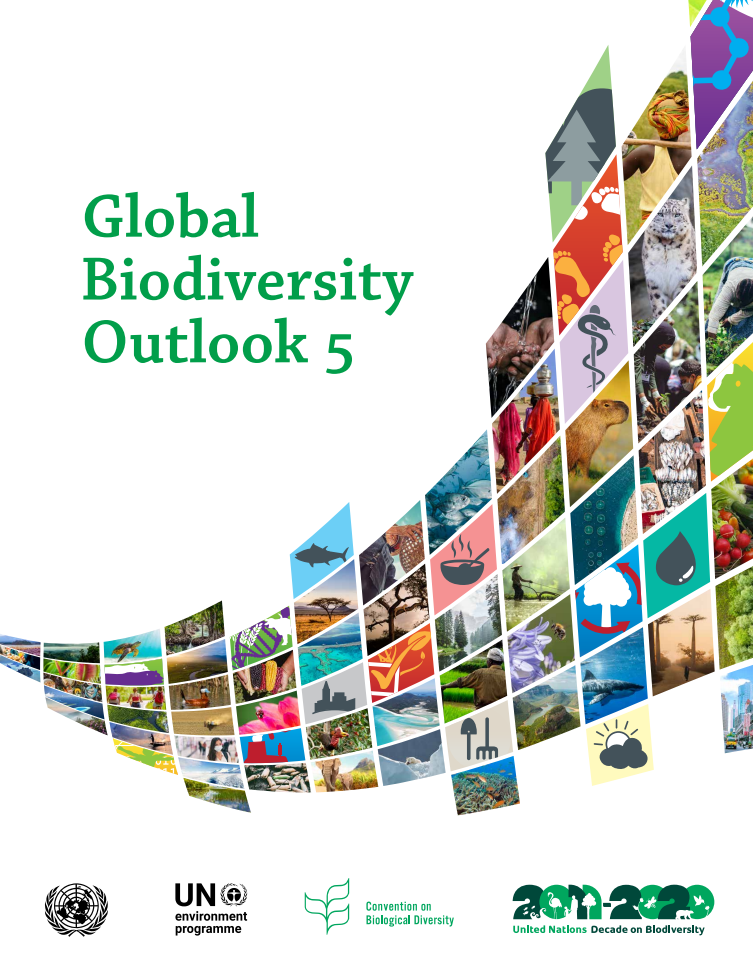 Global
Biodiversity
Outlook 5
UN
environment
programme
Convention on
Biological Diversity
2011-2020
United Nations Decade on Biodiversity